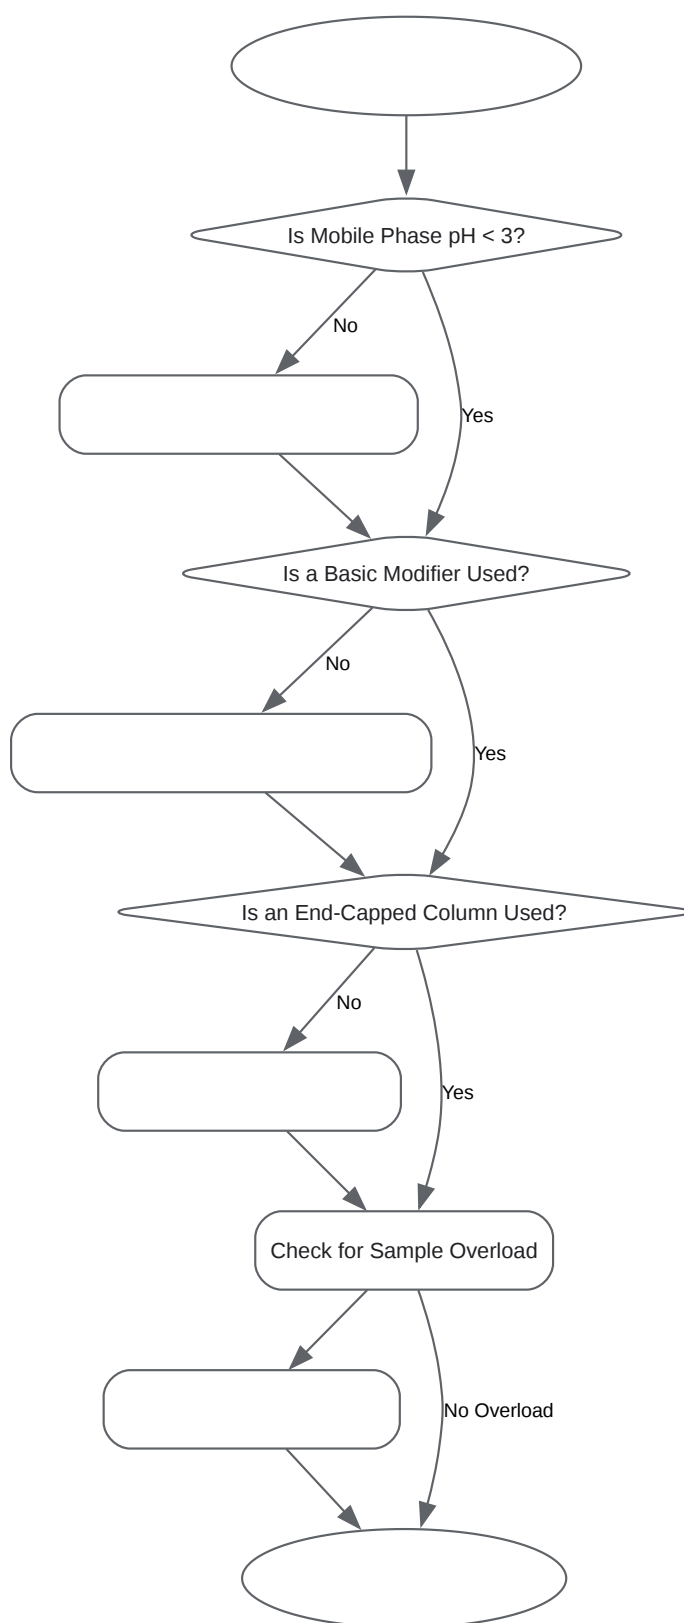 Is Mobile Phase pH < 3?
No
Yes
Is a Basic Modifier Used?
No
Yes
Is an End-Capped Column Used?
No
Yes
Check for Sample Overload
No Overload